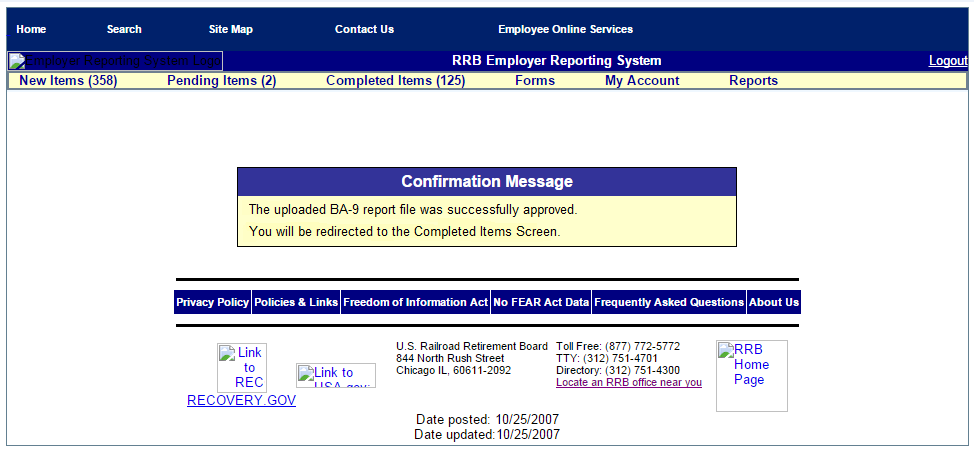 Home Search Site Map Contact Us Employee Online Services
Employer Reporting System Logo RRB Employer Reporting System Logout
New Items (358) Pending Items (2) Completed Items (125) Forms My Account Reports
Confirmation Message
The uploaded BA-9 report file was successfully approved.
You will be redirected to the Completed Items Screen.
Privacy Policy Policies & Links Freedom of Information Act No FEAR Act Data Frequently Asked Questions About Us
Link
to
REC
RECOVERY.GOV
Link to
USA.gov:
U.S. Railroad Retirement Board
844 North Rush Street
Chicago IL, 60611-2092
Toll Free: (877) 772-5772
TTY: (312) 751-4701
Directory: (312) 751-4300
Locate an RRB office near you
RRB
Home
Page
Date posted: 10/25/2007
Date updated:10/25/2007